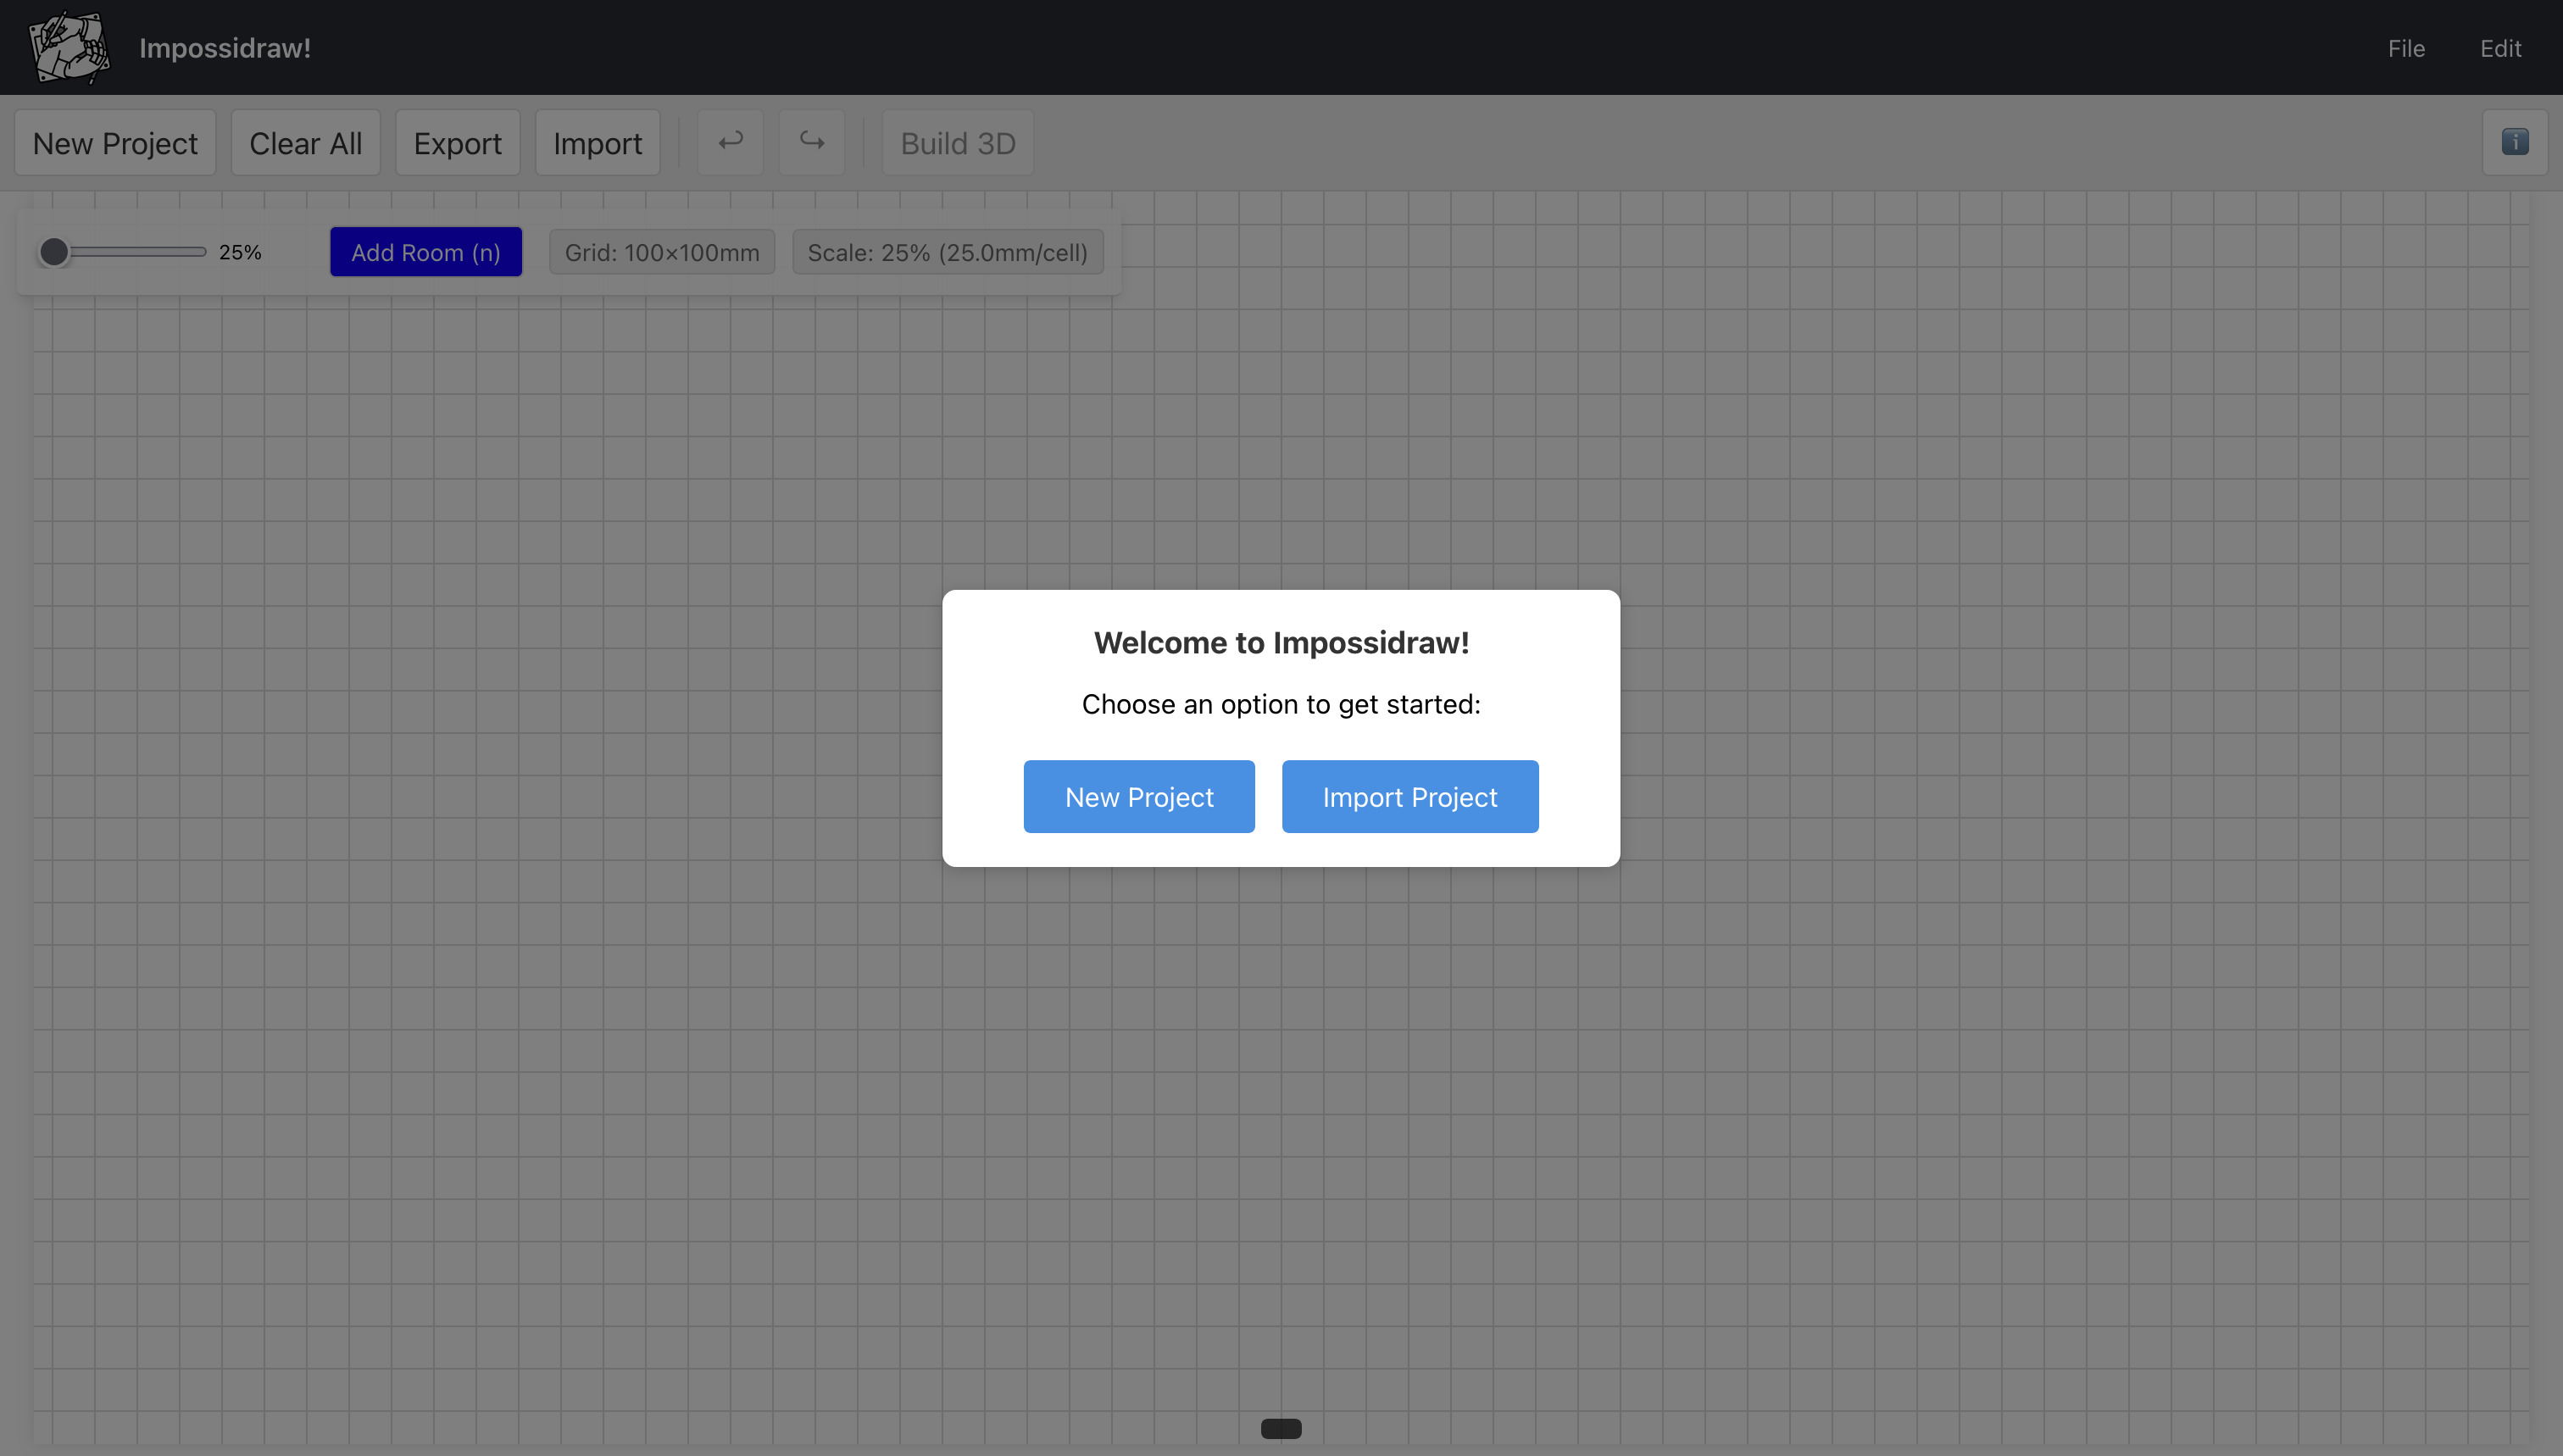 Impossidraw!
File Edit
New Project Clear All Export Import ↩ ↪ Build 3D i
25% Add Room (n) Grid: 100×100mm Scale: 25% (25.0mm/cell)
Welcome to Impossidraw!
Choose an option to get started:
New Project Import Project